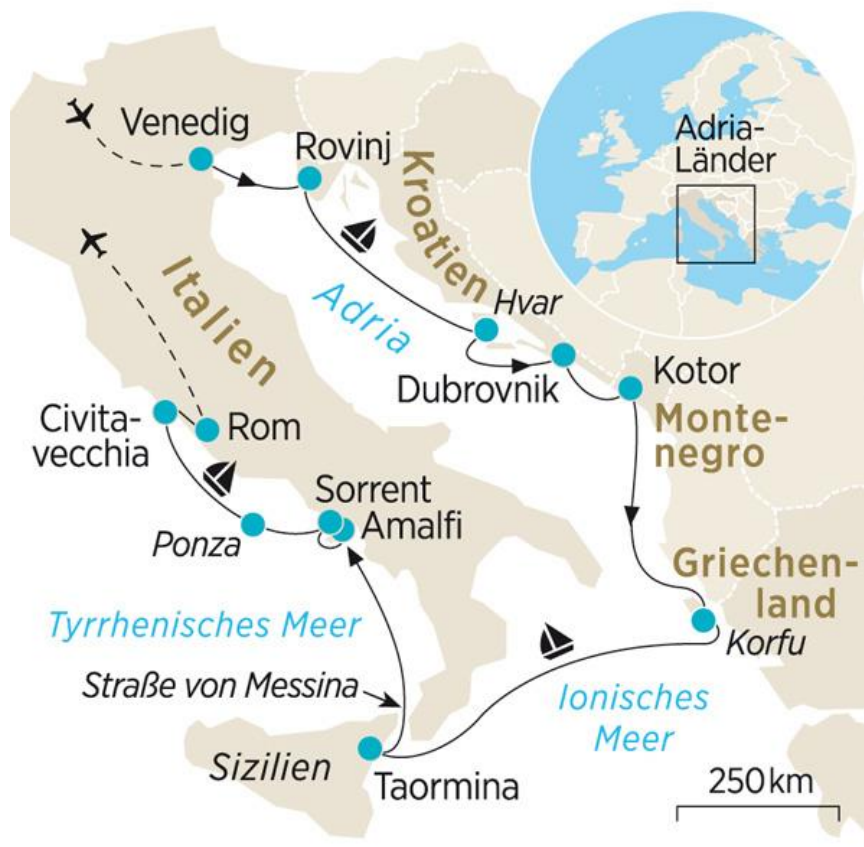 Venedig
Rovinj
Kroatien
Adria-
Länder
Italien
Adria
Hvar
Dubrovnik
Kotor
Monte-
negro
Civita-
vecchia
Rom
Sorrent
Amalfi
Ponza
Griechen-
land
Korfu
Tyrrhenisches Meer
Straße von Messina
Ionisches
Meer
Sizilien
Taormina
250 km